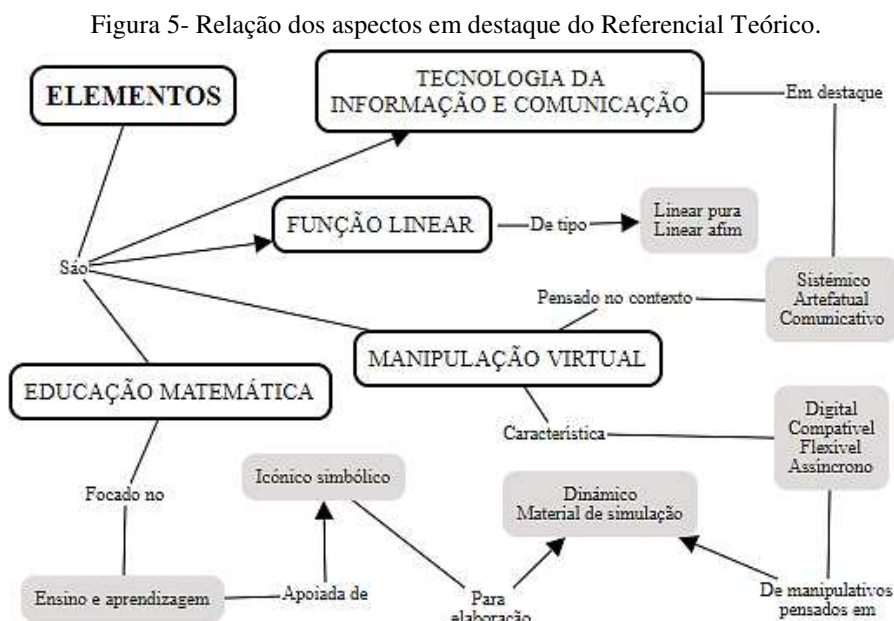 Figura 5- Relação dos aspectos em destaque do Referencial Teórico.
ELEMENTOS
TECNOLOGIA DA
INFORMAÇÃO E COMUNICAÇÃO
Em destaque
FUNÇÃO LINEAR
De tipo
Linear pura
Linear afim
São
Pensado no contexto
Sistémico
Artefatual
Comunicativo
MANIPULAÇÃO VIRTUAL
EDUCAÇÃO MATEMÁTICA
Característica
Digital
Compatível
Flexível
Assíncrono
Focado no
Icónico simbólico
Dinámico
Material de simulação
Ensino e aprendizagem
Apoiada de
Para
elaboração
De manipulativos
pensados em